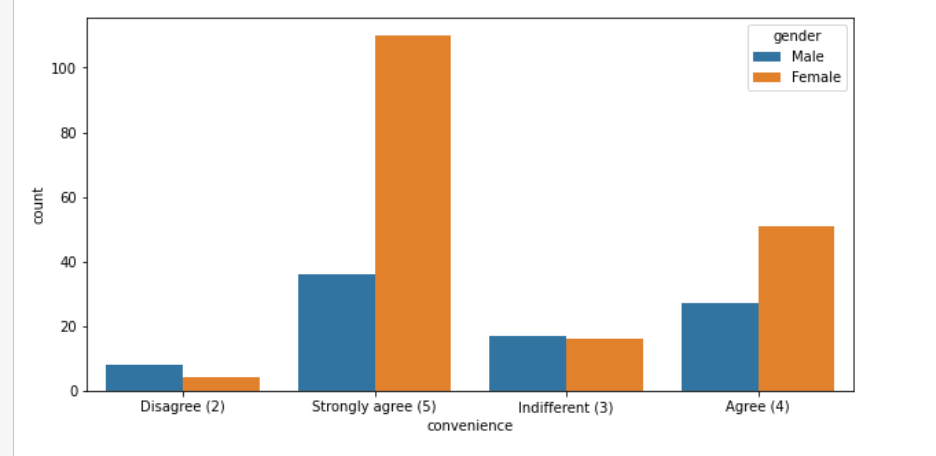 gender
Male
Female
100
80
60
40
20
0
count
Disagree (2)
Strongly agree (5)
Indifferent (3)
Agree (4)
convenience